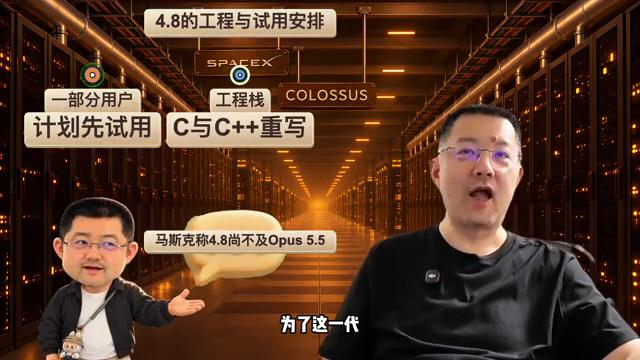 4.8的工程与试用安排
SPACEX
COLOSSUS
一部分用户
计划先试用
工程栈
C与C++重写
马斯克称4.8尚不及Opus 5.5
为了这一代